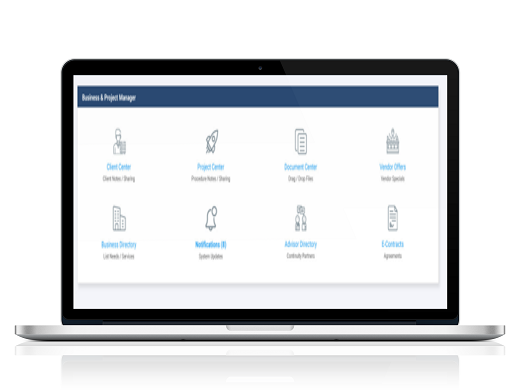 Business & Project Manager
Client Center
Client Notes / Sharing
Project Center
Procedure Notes / Sharing
Document Center
Drag / Drop Files
Vendor Offers
Vendor Specials
Business Directory
List Needs / Services
Notifications (8)
System Updates
Advisor Directory
Continuity Partners
E-Contracts
Agreements